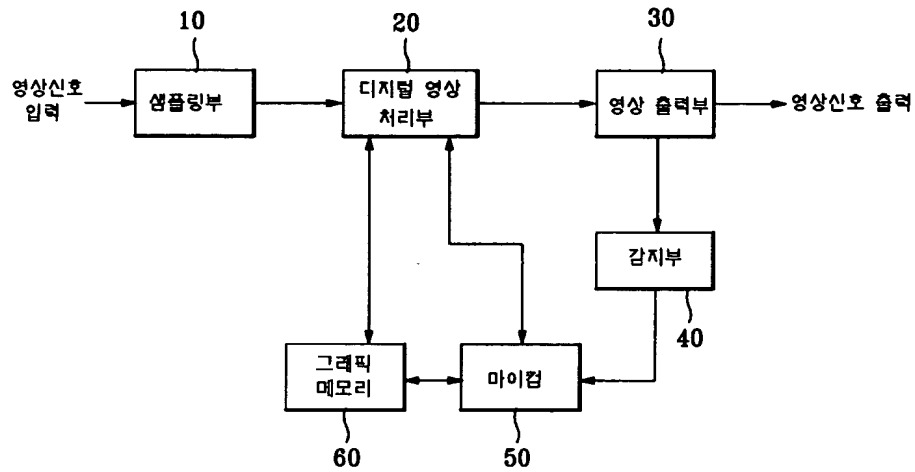 10
20
30
영상신호
입력
샘플링부
디지털 영상
처리부
영상 출력부
영상신호 출력
감지부
40
그래픽
메모리
마이컴
60
50